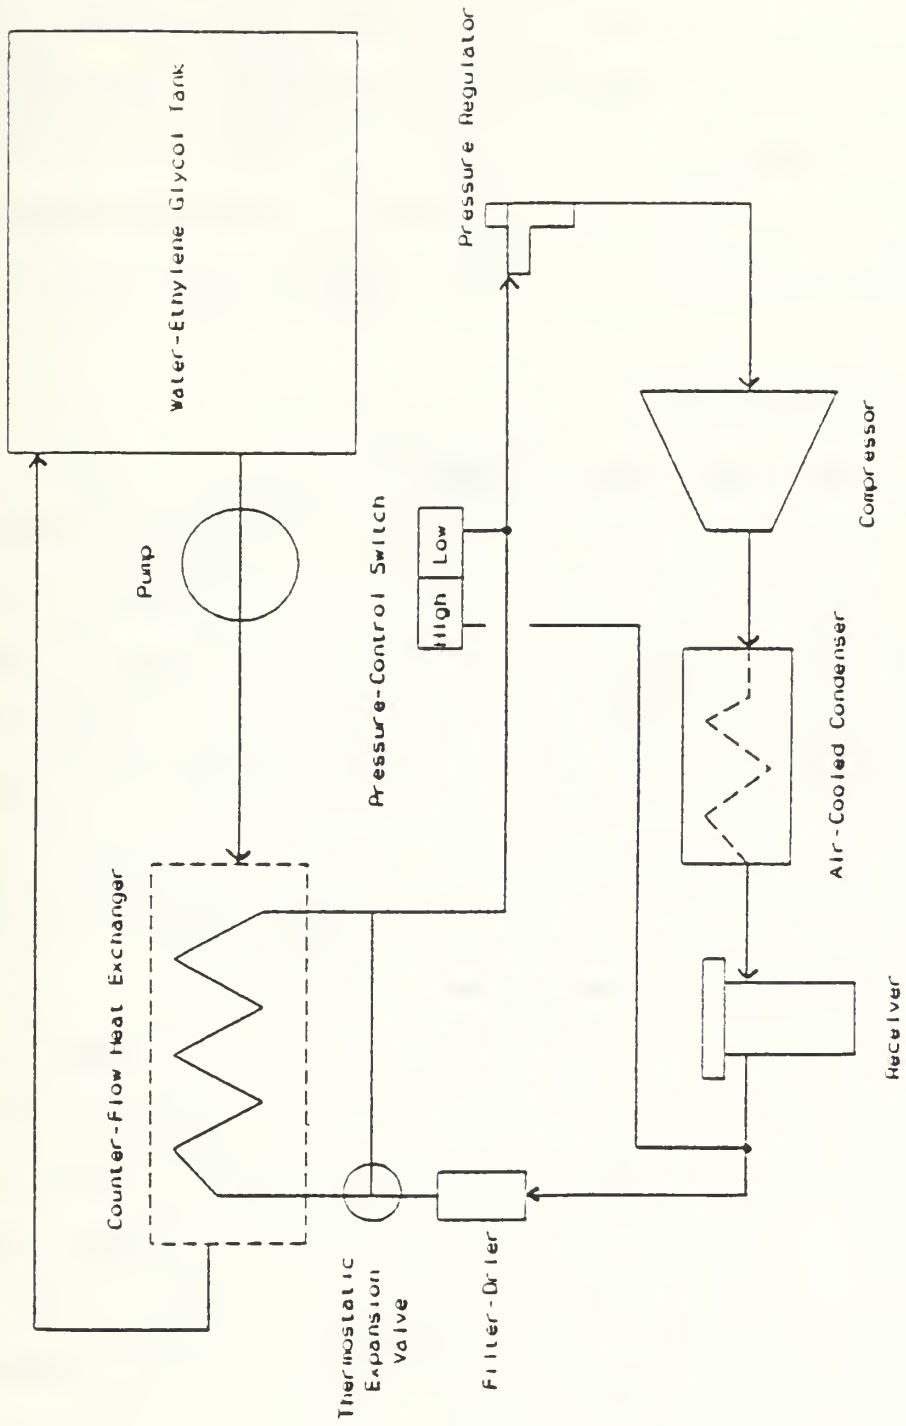 Water-Ethylene Glycol Tank
Pump
Counter-Flow Heat Exchanger
Pressure Regulator
Pressure-Control Switch
High
Low
Thermostatic
Expansion
Valve
Filter-Drier
Compressor
Air-Cooled Condenser
Receiver